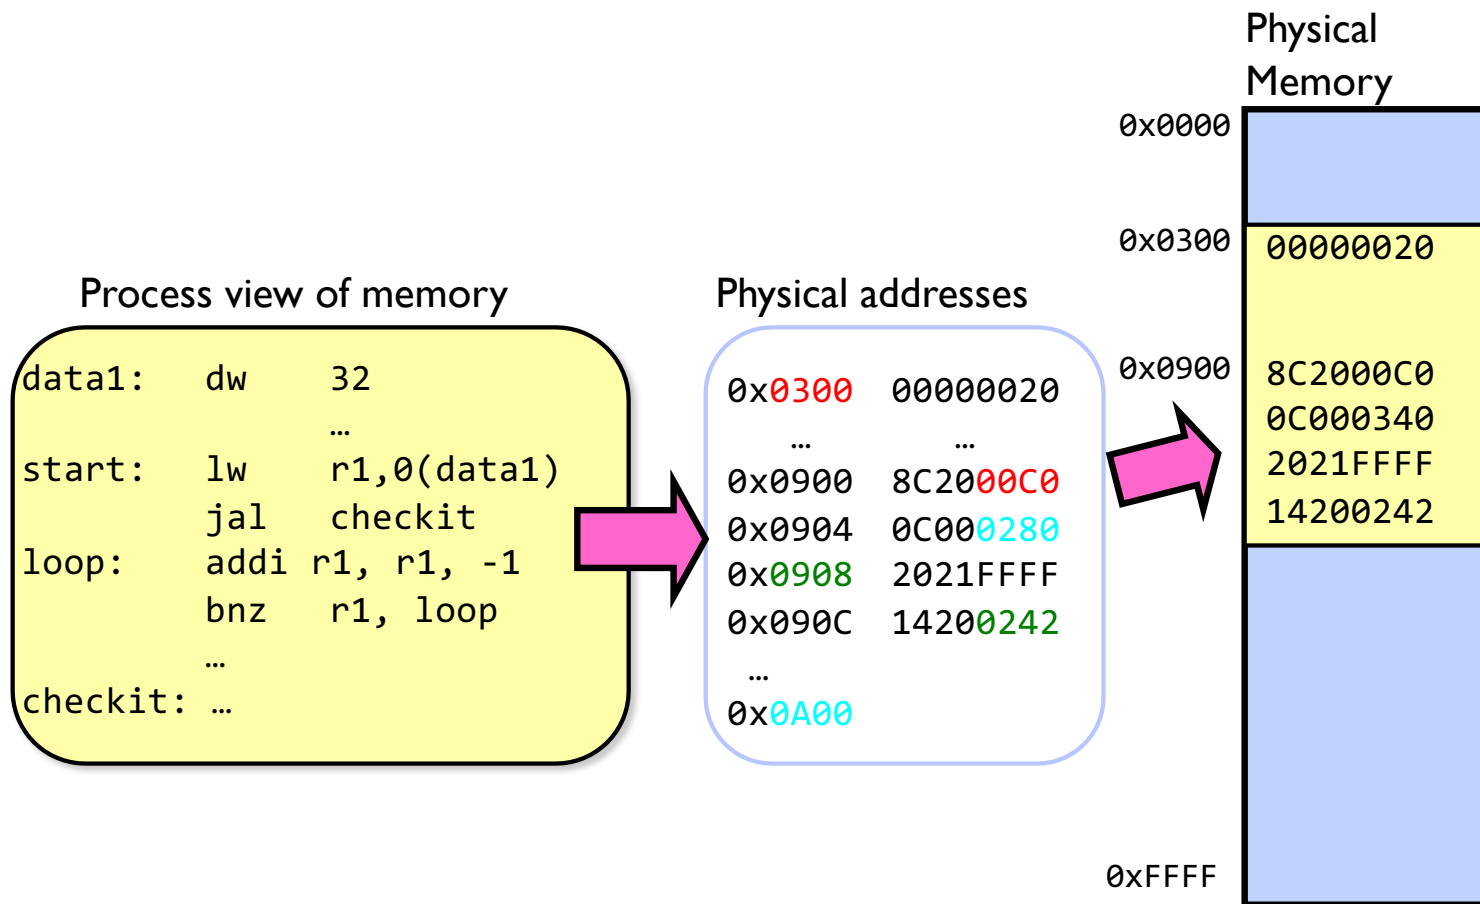 Process view of memory
data1: dw 32
…
start: lw r1,0(data1)
jal checkit
loop: addi r1, r1, -1
bnz r1, loop
…
checkit: …
Physical addresses
0x0300 00000020
… …
0x0900 8C2000C0
0x0904 0C000280
0x0908 2021FFFF
0x090C 14200242
…
0x0A00
Physical
Memory
0x0000
0x0300 00000020
0x0900 8C2000C0
0C000340
2021FFFF
14200242
0xFFFF